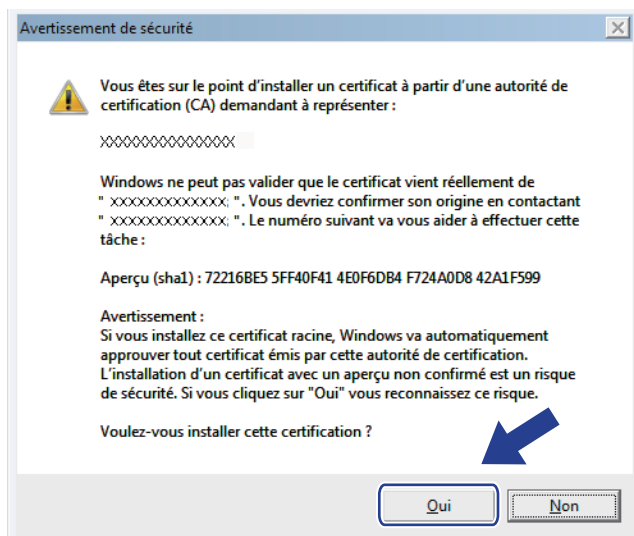 Avertissement de sécurité
Vous êtes sur le point d'installer un certificat à partir d'une autorité de
certification (CA) demandant à représenter :
XXXXXXXXXXXXXXXX
Windows ne peut pas valider que le certificat vient réellement de
" XXXXXXXXXXXXX; ". Vous devriez confirmer son origine en contactant
" XXXXXXXXXXXXX; ". Le numéro suivant va vous aider à effectuer cette
tâche :
Aperçu (sha1) : 72216BE5 5FF40F41 4E0F6DB4 F724A0D8 42A1F599
Avertissement :
Si vous installez ce certificat racine, Windows va automatiquement
approuver tout certificat émis par cette autorité de certification.
L'installation d'un certificat avec un aperçu non confirmé est un risque
de sécurité. Si vous cliquez sur "Oui" vous reconnaissez ce risque.
Voulez-vous installer cette certification ?
Oui Non